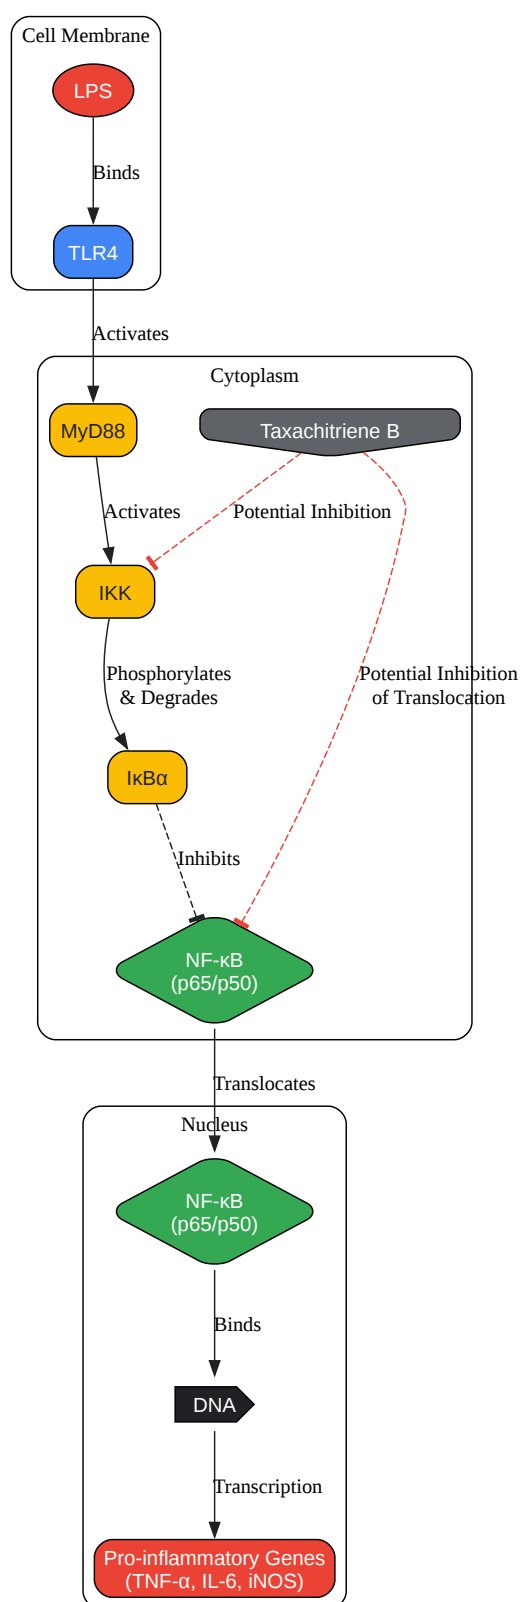 Cell Membrane
LPS
Binds
TLR4
Activates
Cytoplasm
MyD88
Taxachitriene B
Activates
Potential Inhibition
IKK
Phosphorylates
& Degrades
Potential Inhibition
of Translocation
IκBα
Inhibits
NF-κB
(p65/p50)
Translocates
Nucleus
NF-κB
(p65/p50)
Binds
DNA
Transcription
Pro-inflammatory Genes
(TNF-α, IL-6, iNOS)